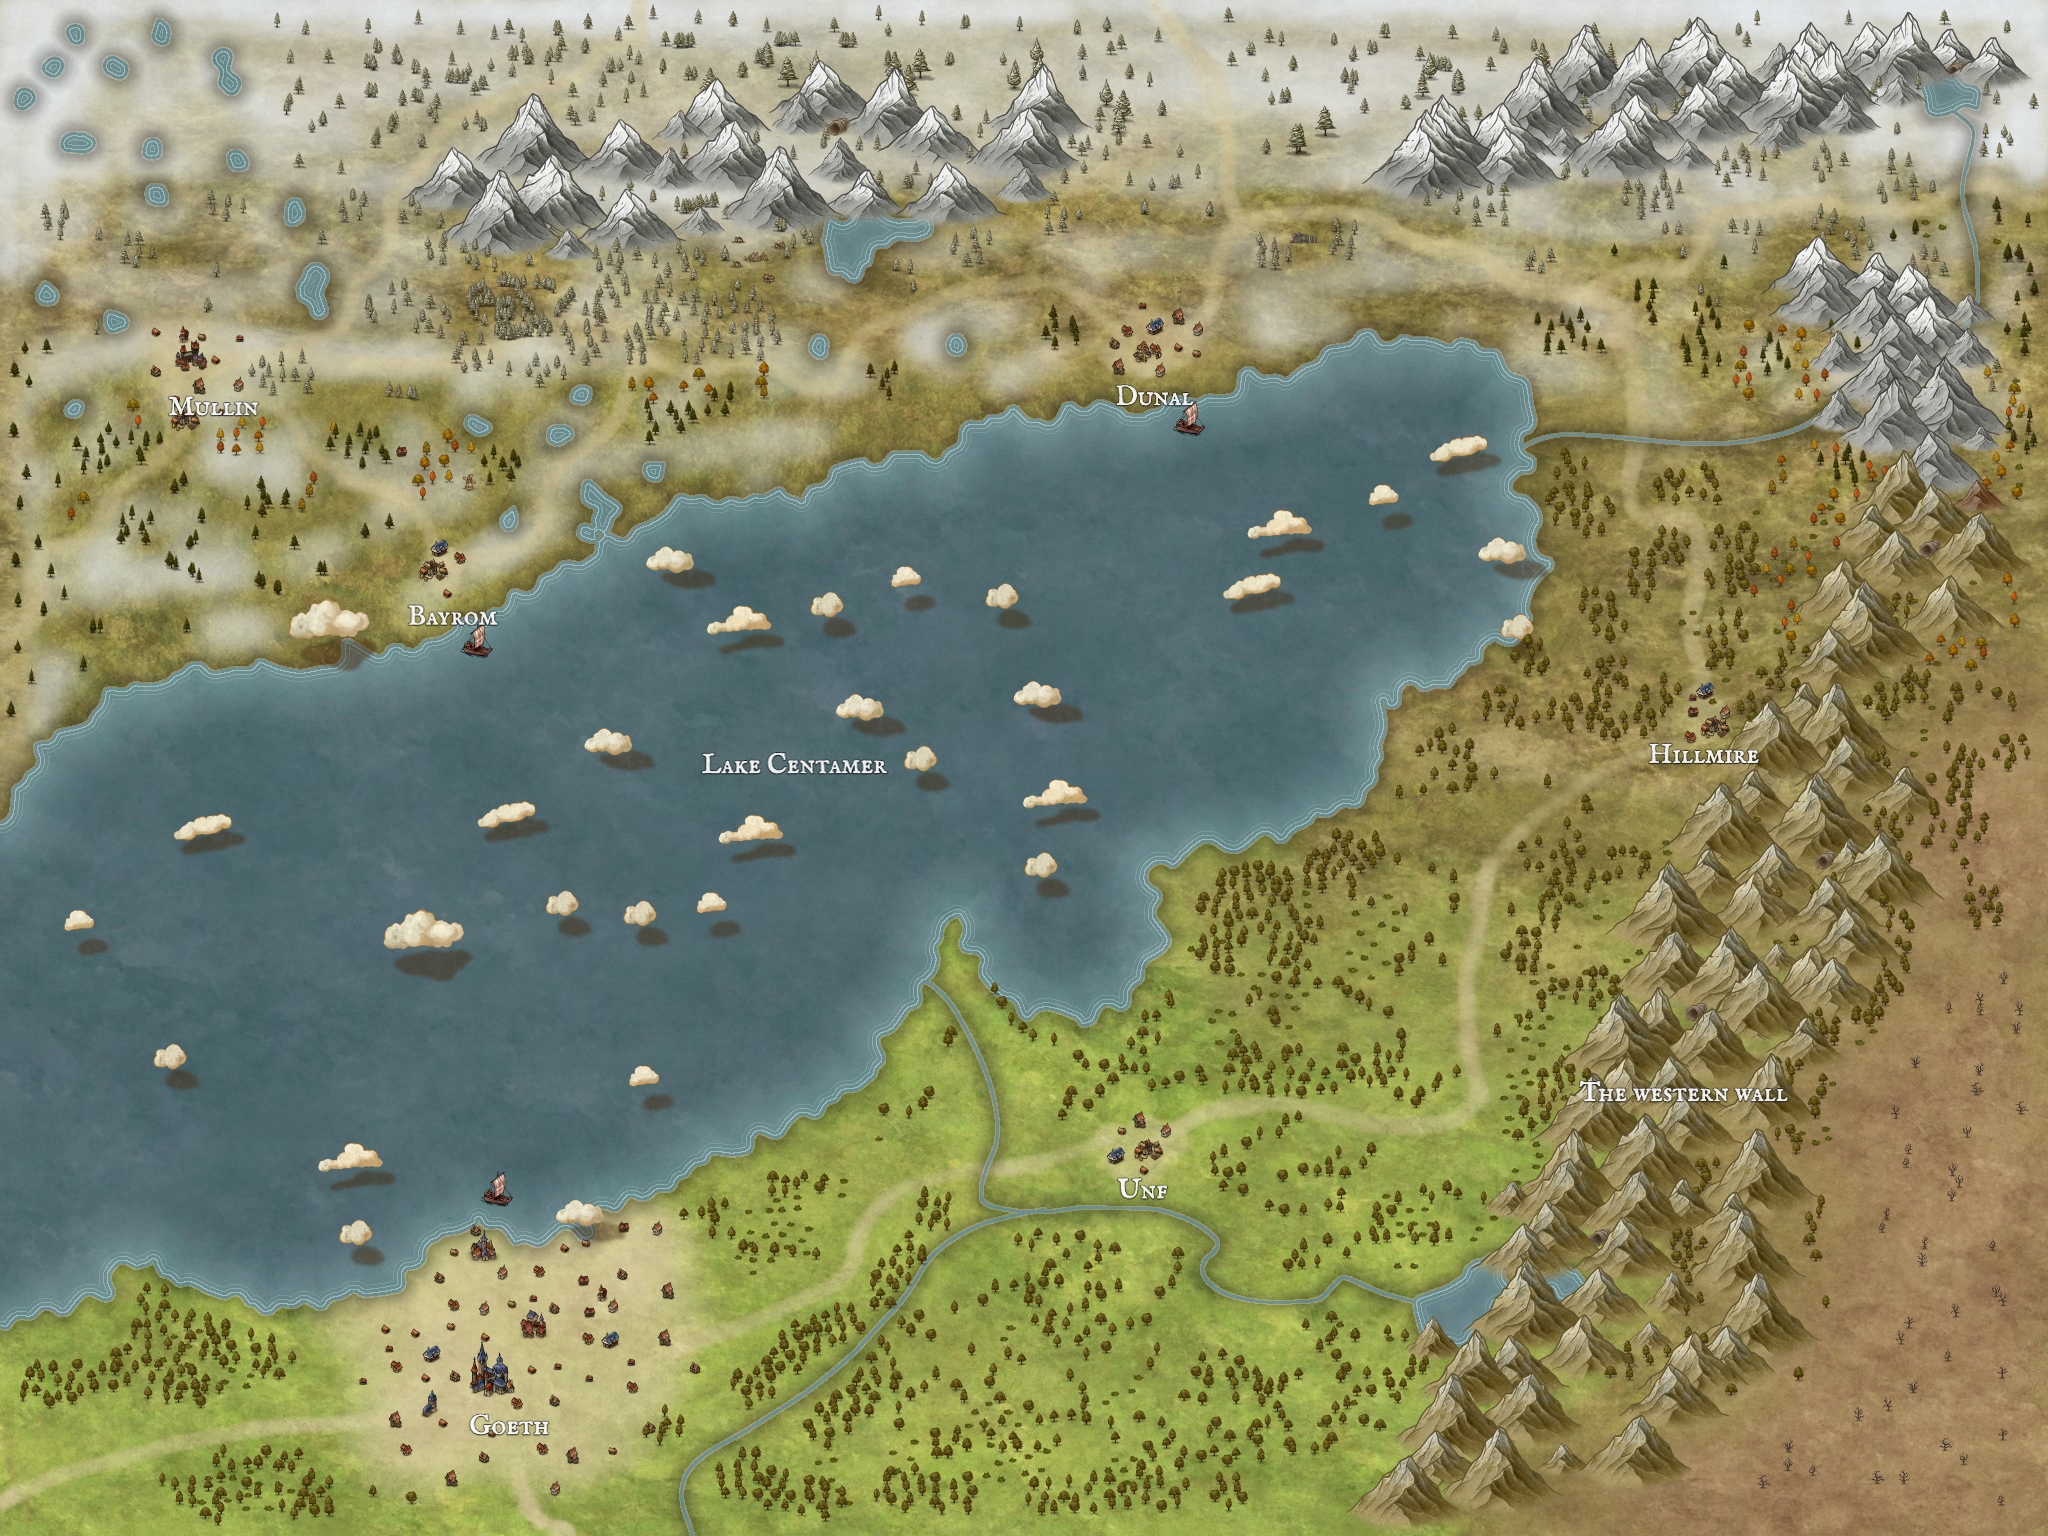 Dunal
Mullin
Bayrom
Hillmire
Lake Centamer
The western wall
Unf
Goeth